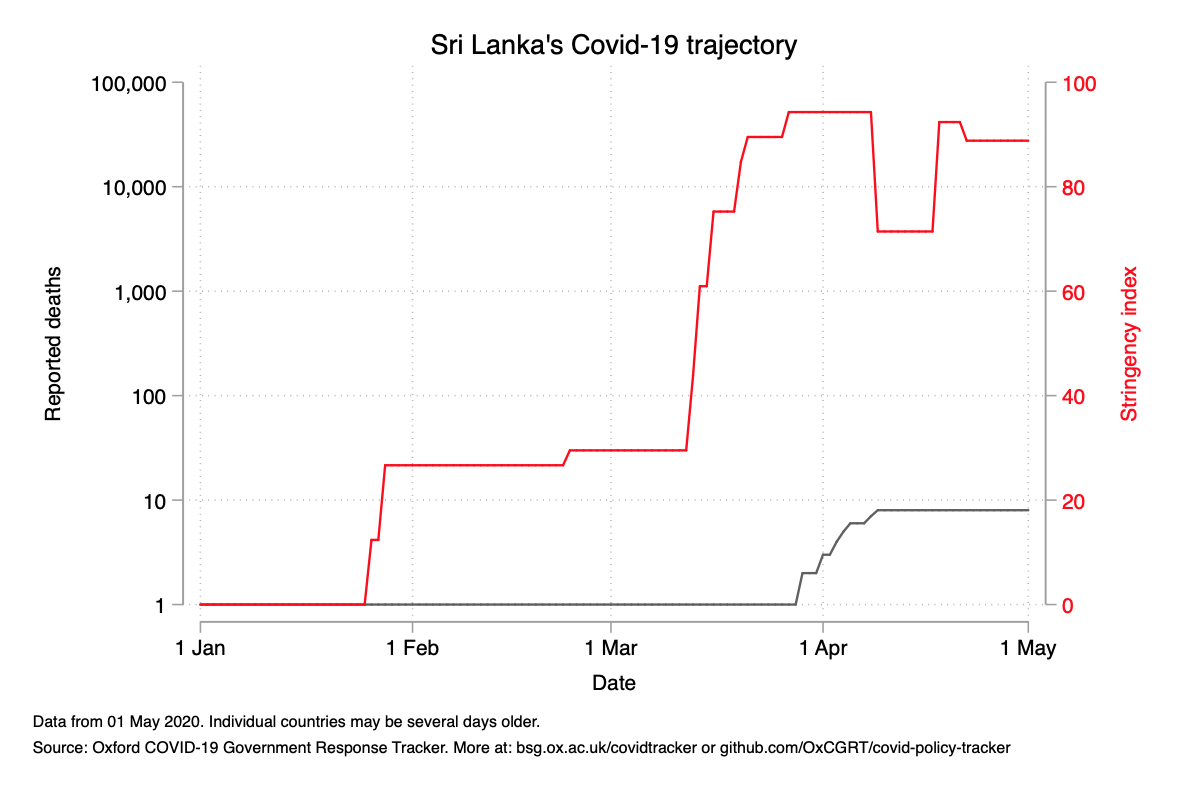 Sri Lanka's Covid-19 trajectory
100,000
10,000
1,000
100
10
1
Reported deaths
100
80
60
40
20
0
Stringency index
1 Jan
1 Feb
1 Mar
1 Apr
1 May
Date
Data from 01 May 2020. Individual countries may be several days older.
Source: Oxford COVID-19 Government Response Tracker. More at: bsg.ox.ac.uk/covidtracker or github.com/OxCGRT/covid-policy-tracker